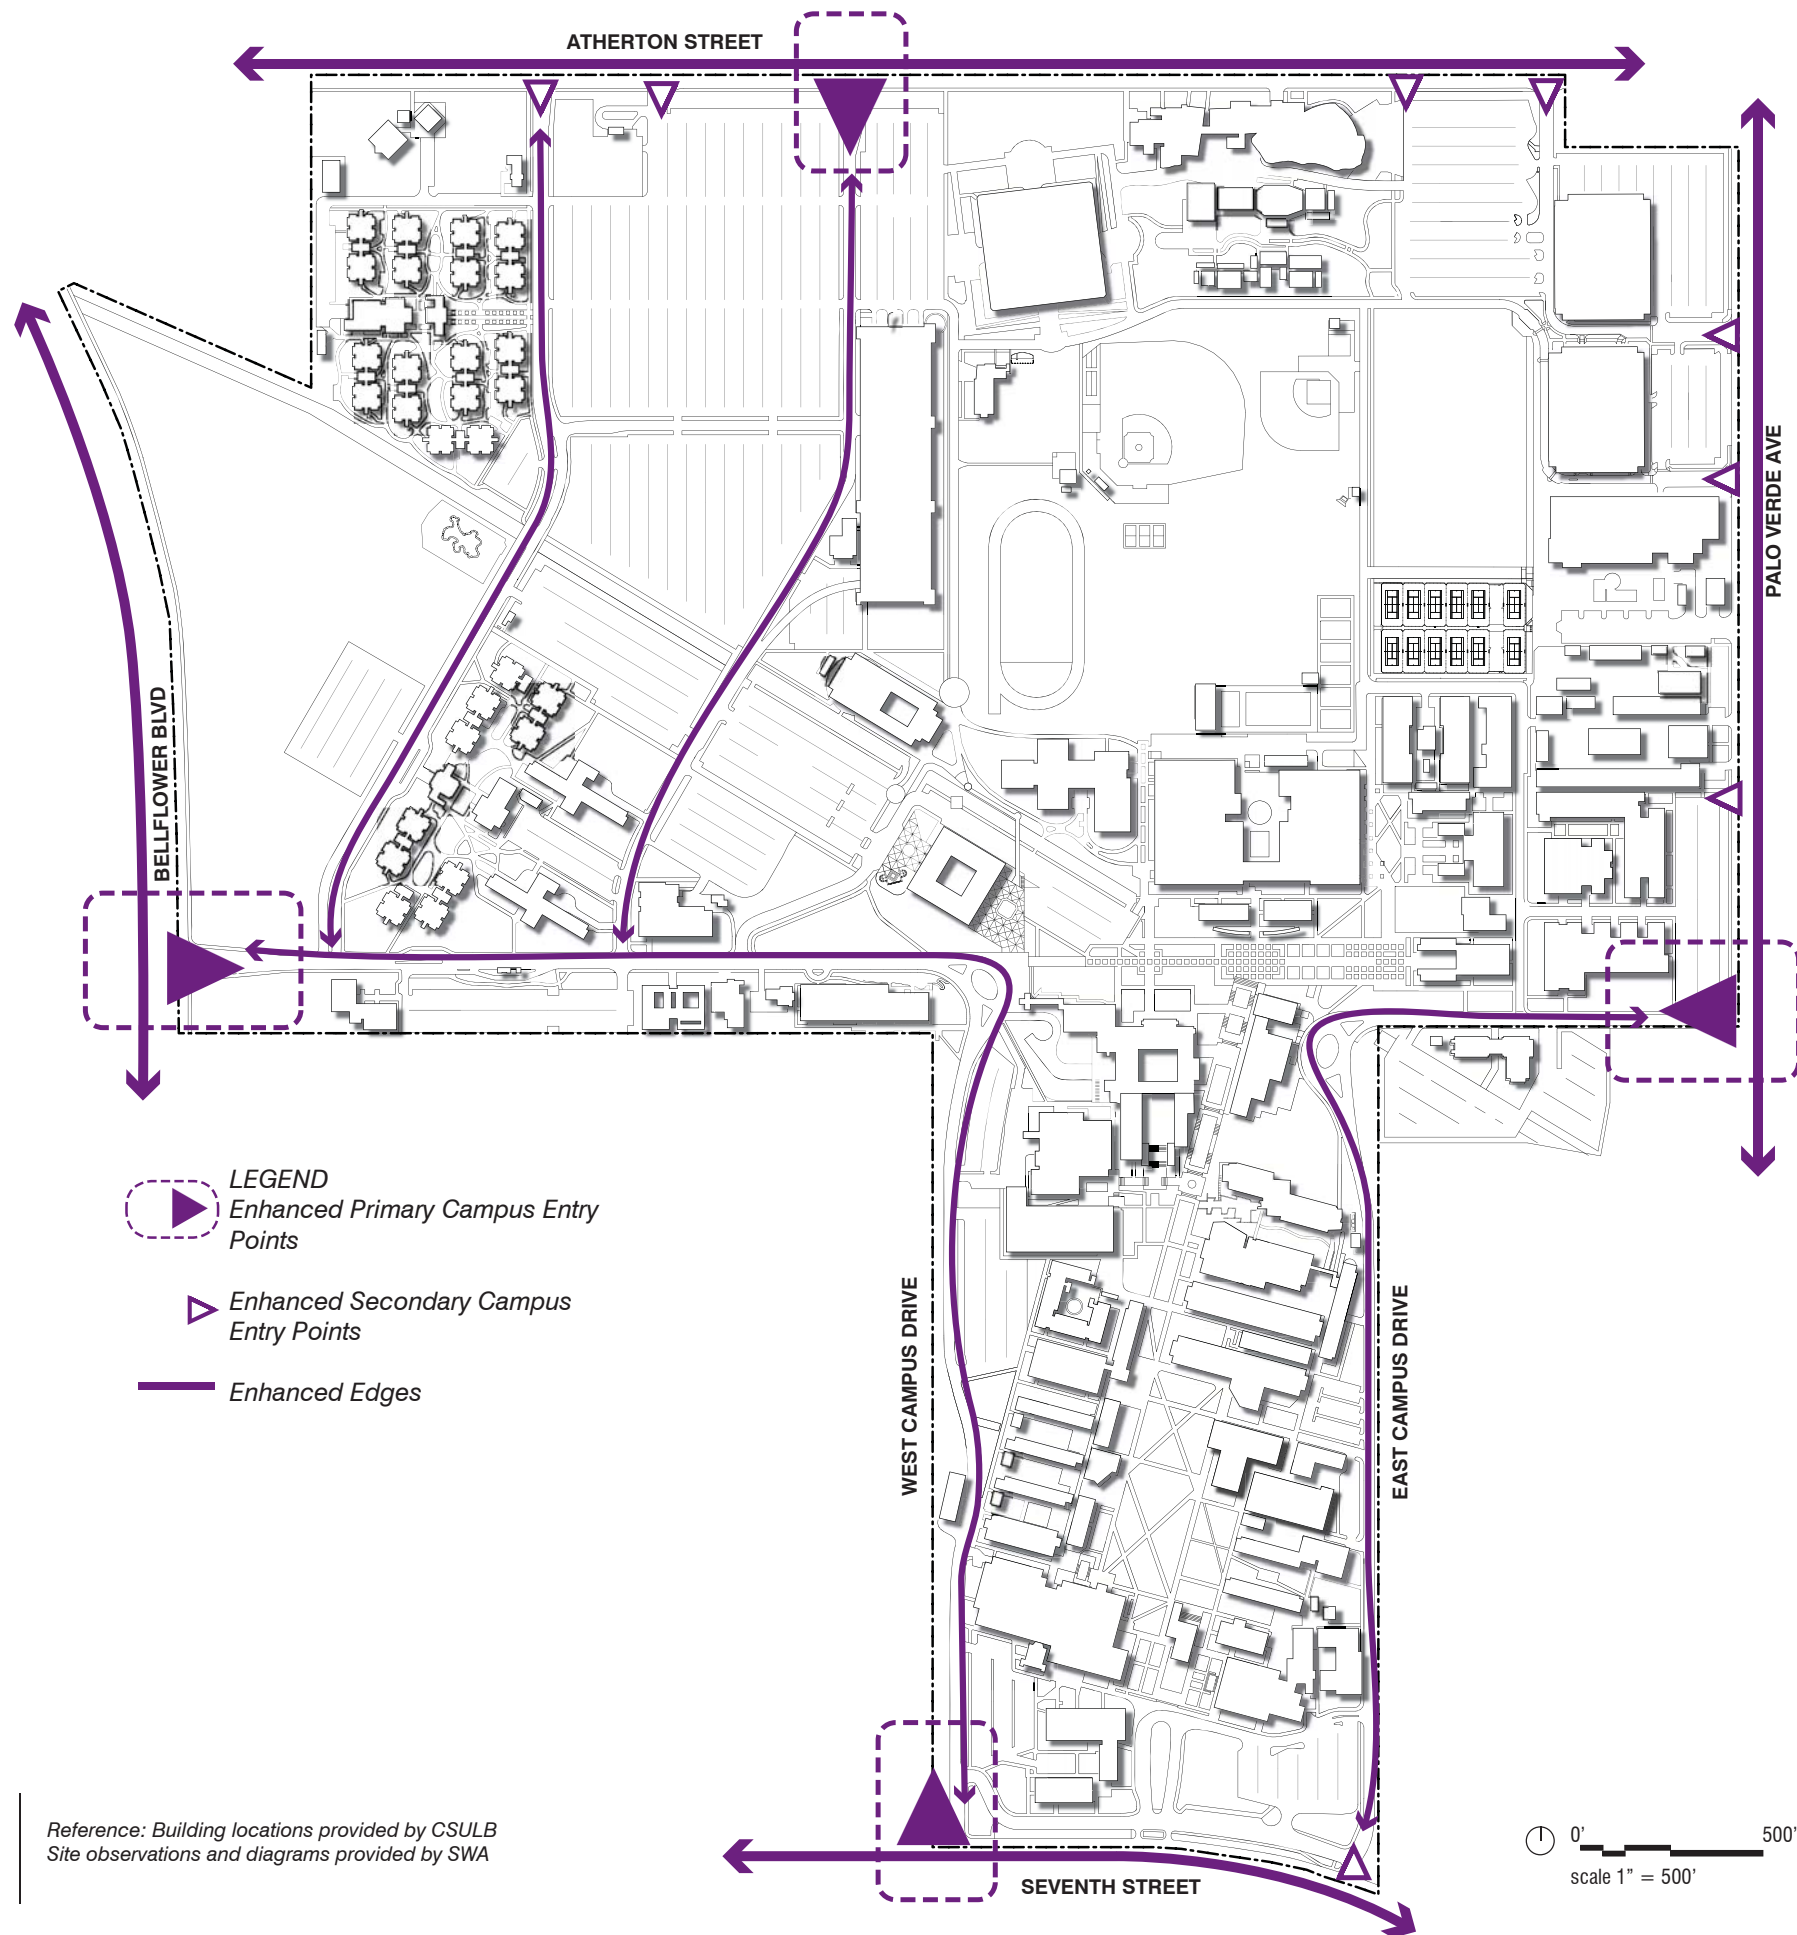 ATHERTON STREET
PALO VERDE AVE
BELLFLOWER BLVD
LEGEND
Enhanced Primary Campus Entry
Points
Enhanced Secondary Campus
Entry Points
Enhanced Edges
WEST CAMPUS DRIVE
EAST CAMPUS DRIVE
Reference: Building locations provided by CSULB
Site observations and diagrams provided by SWA
SEVENTH STREET
0' 500'
scale 1” = 500’